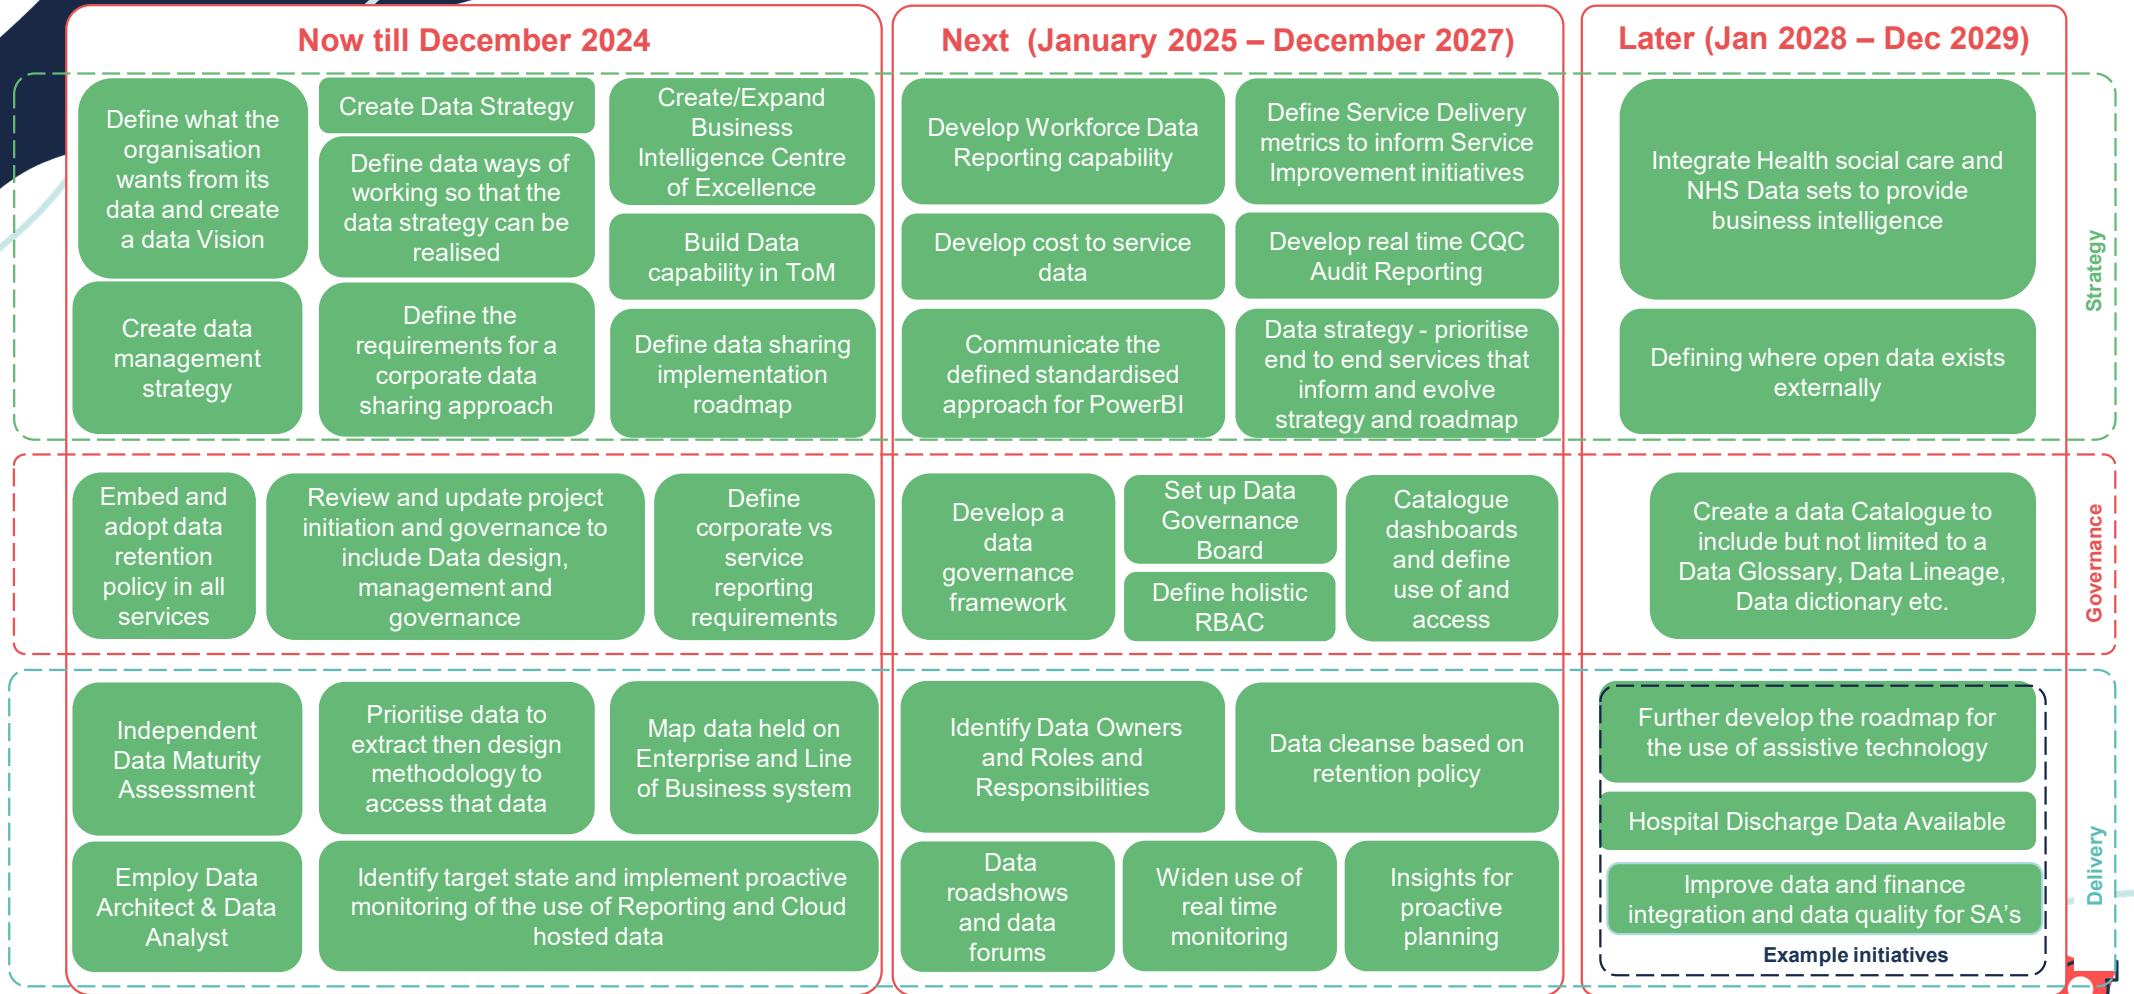 Now till December 2024
Next (January 2025 – December 2027)
Later (Jan 2028 – Dec 2029)
Define what the
organisation
wants from its
data and create
a data Vision
Create Data Strategy
Define data ways of
working so that the
data strategy can be
realised
Create/Expand
Business
Intelligence Centre
of Excellence
Build Data
capability in ToM
Create data
management
strategy
Define the
requirements for a
corporate data
sharing approach
Define data sharing
implementation
roadmap
Develop Workforce Data
Reporting capability
Define Service Delivery
metrics to inform Service
Improvement initiatives
Develop cost to service
data
Develop real time CQC
Audit Reporting
Communicate the
defined standardised
approach for PowerBI
Data strategy - prioritise
end to end services that
inform and evolve
strategy and roadmap
Integrate Health social care and
NHS Data sets to provide
business intelligence
Defining where open data exists
externally
Strategy
Embed and
adopt data
retention
policy in all
services
Review and update project
initiation and governance to
include Data design,
management and
governance
Define
corporate vs
service
reporting
requirements
Develop a
data
governance
framework
Set up Data
Governance
Board
Define holistic
RBAC
Catalogue
dashboards
and define
use of and
access
Create a data Catalogue to
include but not limited to a
Data Glossary, Data Lineage,
Data dictionary etc.
Governance
Independent
Data Maturity
Assessment
Prioritise data to
extract then design
methodology to
access that data
Map data held on
Enterprise and Line
of Business system
Employ Data
Architect & Data
Analyst
Identify target state and implement proactive
monitoring of the use of Reporting and Cloud
hosted data
Identify Data Owners
and Roles and
Responsibilities
Data cleanse based on
retention policy
Data
roadshows
and data
forums
Widen use of
real time
monitoring
Insights for
proactive
planning
Further develop the roadmap for
the use of assistive technology
Hospital Discharge Data Available
Improve data and finance
integration and data quality for SA’s
Example initiatives
Delivery